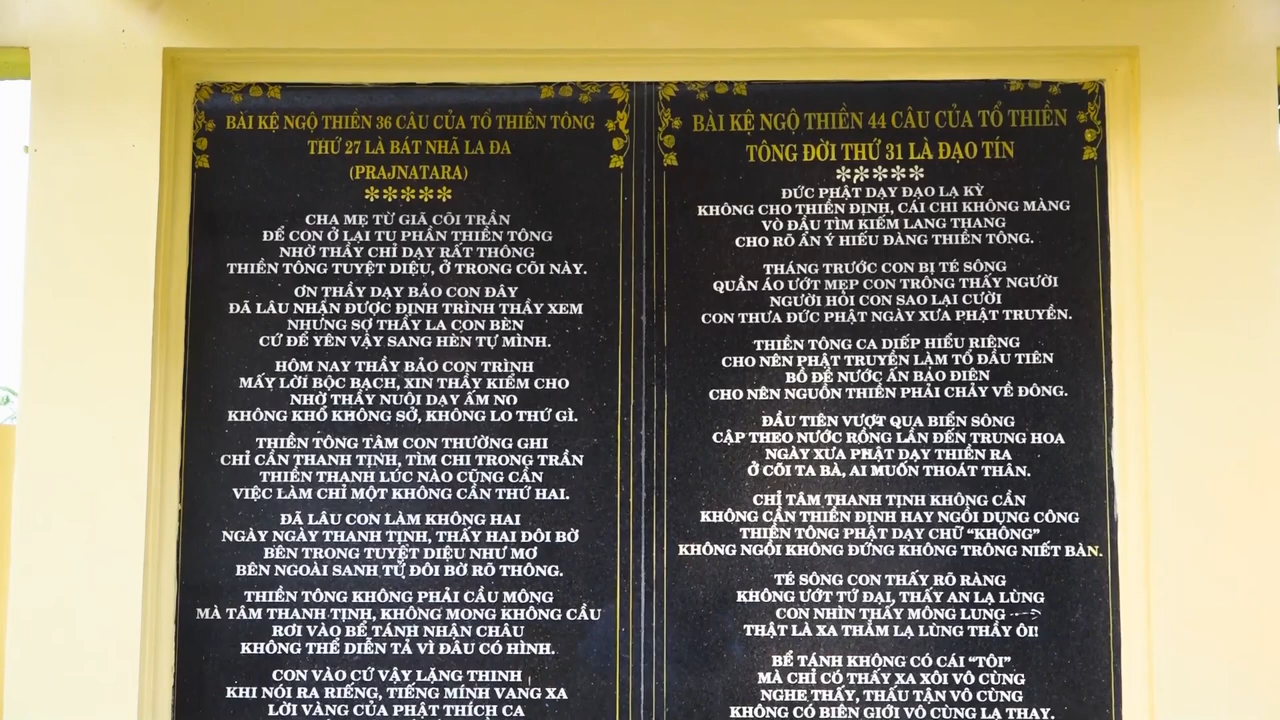 BÀI KỆ NGỘ THIỀN 36 CÂU CỦA TỔ THIỀN TÔNG
THỨ 27 LÀ BÁT NHÃ LA ĐA
(PRAJNATARA)
CHA MẸ TỪ GIÃ CÕI TRẦN
ĐỂ CON Ở LẠI TU PHẦN THIỀN TÔNG
NHỜ THẦY CHỈ DẠY RẤT THÔNG
THIỀN TÔNG TUYỆT DIỆU, Ở TRONG CÕI NÀY.
ƠN THẦY DẠY BẢO CON ĐÂY
ĐÃ LÂU NHẬN ĐƯỢC ĐỊNH TRÌNH THẦY XEM
NHƯNG SỢ THẦY LA CON BÈN
CỨ ĐỂ YÊN VẬY SANG HÈN TỰ MÌNH.
HÔM NAY THẦY BẢO CON TRÌNH
MẤY LỜI BỘC BẠCH, XIN THẦY KIỂM CHO
NHỜ THẦY NUÔI DẠY ẤM NO
KHÔNG KHỔ KHÔNG SỞ, KHÔNG LO THỨ GÌ.
THIỀN TÔNG TÂM CON THƯỜNG GHI
CHỈ CẦN THANH TỊNH, TÌM CHI TRONG TRẦN
THIỀN THANH LÚC NÀO CŨNG CẦN
VIỆC LÀM CHỈ MỘT KHÔNG CẦN THỨ HAI.
ĐÃ LÂU CON LÀM KHÔNG HAI
NGÀY NGÀY THANH TỊNH, THẤY HAI ĐÔI BỜ
BÊN TRONG TUYỆT DIỆU NHƯ MƠ
BÊN NGOÀI SANH TỬ ĐÔI BỜ RÕ THÔNG.
THIỀN TÔNG KHÔNG PHẢI CẦU MÔNG
MÀ TÂM THANH TỊNH, KHÔNG MONG KHÔNG CẦU
RƠI VÀO BỂ TÁNH NHẬN CHÂU
KHÔNG THỂ DIỄN TẢ VÌ ĐÂU CÓ HÌNH.
CON VÀO CỨ VẬY LẶNG THINH
KHI NÓI RA RIẾNG, TIẾNG MÍNH VANG XA
LỜI VÀNG CỦA PHẬT THÍCH CA
BÀI KỆ NGỘ THIỀN 44 CÂU CỦA TỔ THIỀN
TÔNG ĐỜI THỨ 31 LÀ ĐẠO TÍN
ĐỨC PHẬT DẠY ĐẠO LẠ KỲ
KHÔNG CHO THIỀN ĐỊNH, CÁI CHI KHÔNG MÀNG
VÒ ĐẦU TÌM KIẾM LANG THANG
CHO RÕ ẨN Ý HIỂU ĐÀNG THIỀN TÔNG.
THÁNG TRƯỚC CON BỊ TÉ SÔNG
QUẦN ÁO ƯỚT MẸP CON TRÔNG THẤY NGƯỜI
NGƯỜI HỎI CON SAO LẠI CƯỜI
CON THƯA ĐỨC PHẬT NGÀY XƯA PHẬT TRUYỀN.
THIỀN TÔNG CA DIẾP HIỂU RIÊNG
CHO NÊN PHẬT TRUYỀN LÀM TỔ ĐẦU TIÊN
BỒ ĐỀ NƯỚC ẤN BẢO ĐIÊN
CHO NÊN NGUỒN THIỀN PHẢI CHẢY VỀ ĐÔNG.
ĐẦU TIÊN VƯỢT QUA BIỂN SÔNG
CẬP THEO NƯỚC RÒNG LẦN ĐẾN TRUNG HOA
NGÀY XƯA PHẬT DẠY THIỀN RA
Ở CÕI TA BÀ, AI MUỐN THOÁT THÂN.
CHỈ TÂM THANH TỊNH KHÔNG CẦN
KHÔNG CẦN THIỀN ĐỊNH HAY NGỒI DỤNG CÔNG
THIỀN TÔNG PHẬT DẠY CHỮ “KHÔNG”
KHÔNG NGỒI KHÔNG ĐỨNG KHÔNG TRÔNG NIẾT BÀN.
TÉ SÔNG CON THẤY RÕ RÀNG
KHÔNG ƯỚT TỨ ĐẠI, THẤY AN LẠ LÙNG
CON NHÌN THẤY MÔNG LUNG
THẬT LÀ XA THẲM LẠ LÙNG THẦY ÔI!
BỂ TÁNH KHÔNG CÓ CÁI “TÔI”
MÀ CHỈ CÓ THẤY XA XÔI VÔ CÙNG
NGHE THẤY, THẤU TẬN VÔ CÙNG
KHÔNG CÓ BIÊN GIỚI VÔ CÙNG LẠ THAY.